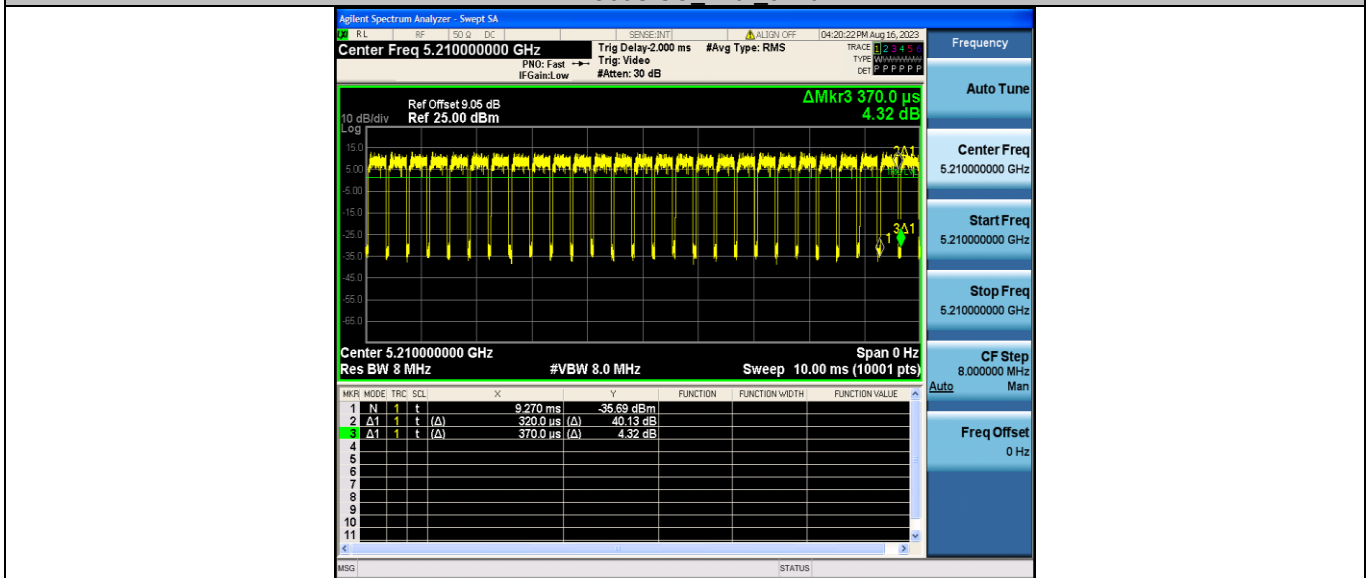 Agilent Spectrum Analyzer - Swept SA
RL RF 50 Ω DC SENSE:INT ALIGN OFF 04:20:22 PM Aug 16, 2023
Center Freq 5.210000000 GHz Trig Delay-2.000 ms #Avg Type: RMS TRACE 1 2 3 4 5 6
PNO: Fast Trig: Video TYPE
IFGain:Low #Atten: 30 dB DET P P P P P P
Frequency
Auto Tune
Center Freq
5.210000000 GHz
Start Freq
5.210000000 GHz
Stop Freq
5.210000000 GHz
CF Step
8.000000 MHz
Auto Man
Freq Offset
0 Hz
ΔMkr3 370.0 µs
4.32 dB
Ref Offset 9.05 dB
10 dB/div Ref 25.00 dBm
Log
15.0
5.00
-5.00
-15.0
-25.0
-35.0
-45.0
-55.0
-65.0
2Δ1
3Δ1
1
Center 5.210000000 GHz Span 0 Hz
Res BW 8 MHz #VBW 8.0 MHz Sweep 10.00 ms (10001 pts)
MKR MODE TRC SCL X Y FUNCTION FUNCTION WIDTH FUNCTION VALUE
1 N 1 t 9.270 ms -35.69 dBm
2 Δ1 1 t (Δ) 320.0 µs (Δ) 40.13 dB
3 Δ1 1 t (Δ) 370.0 µs (Δ) 4.32 dB
4
5
6
7
8
9
10
11
MSG STATUS